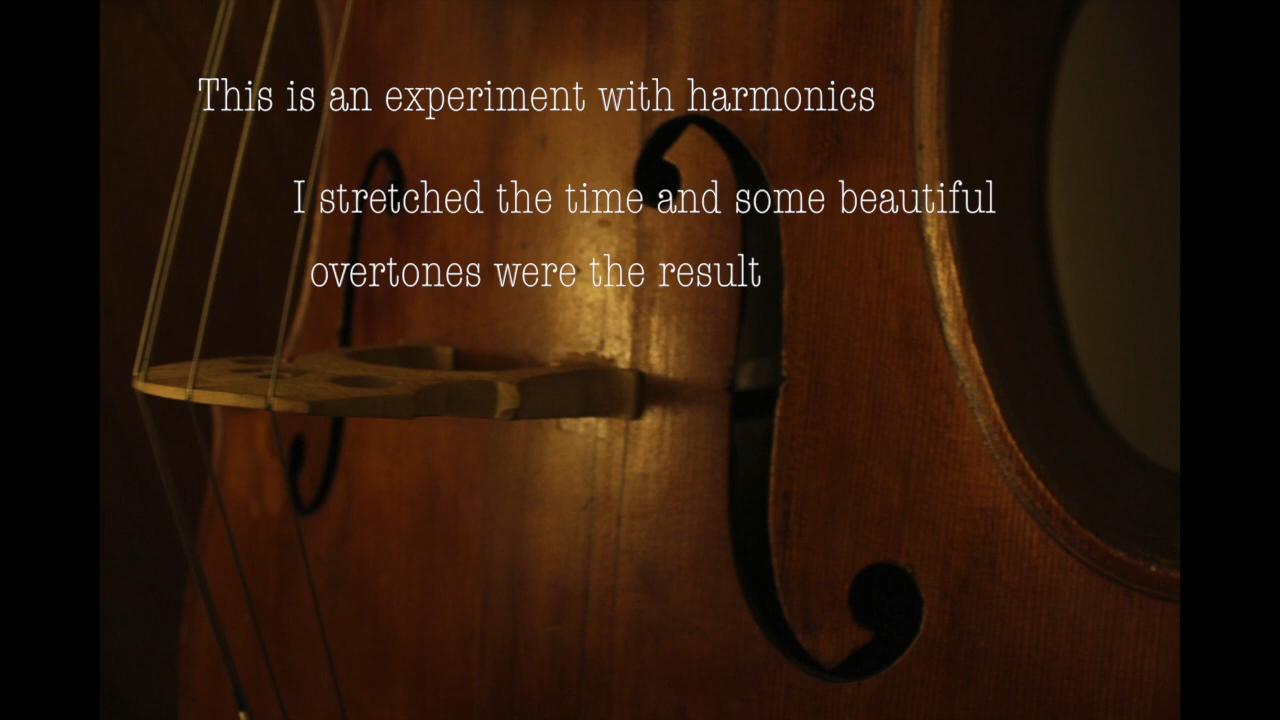 This is an experiment with harmonics
I stretched the time and some beautiful
overtones were the result